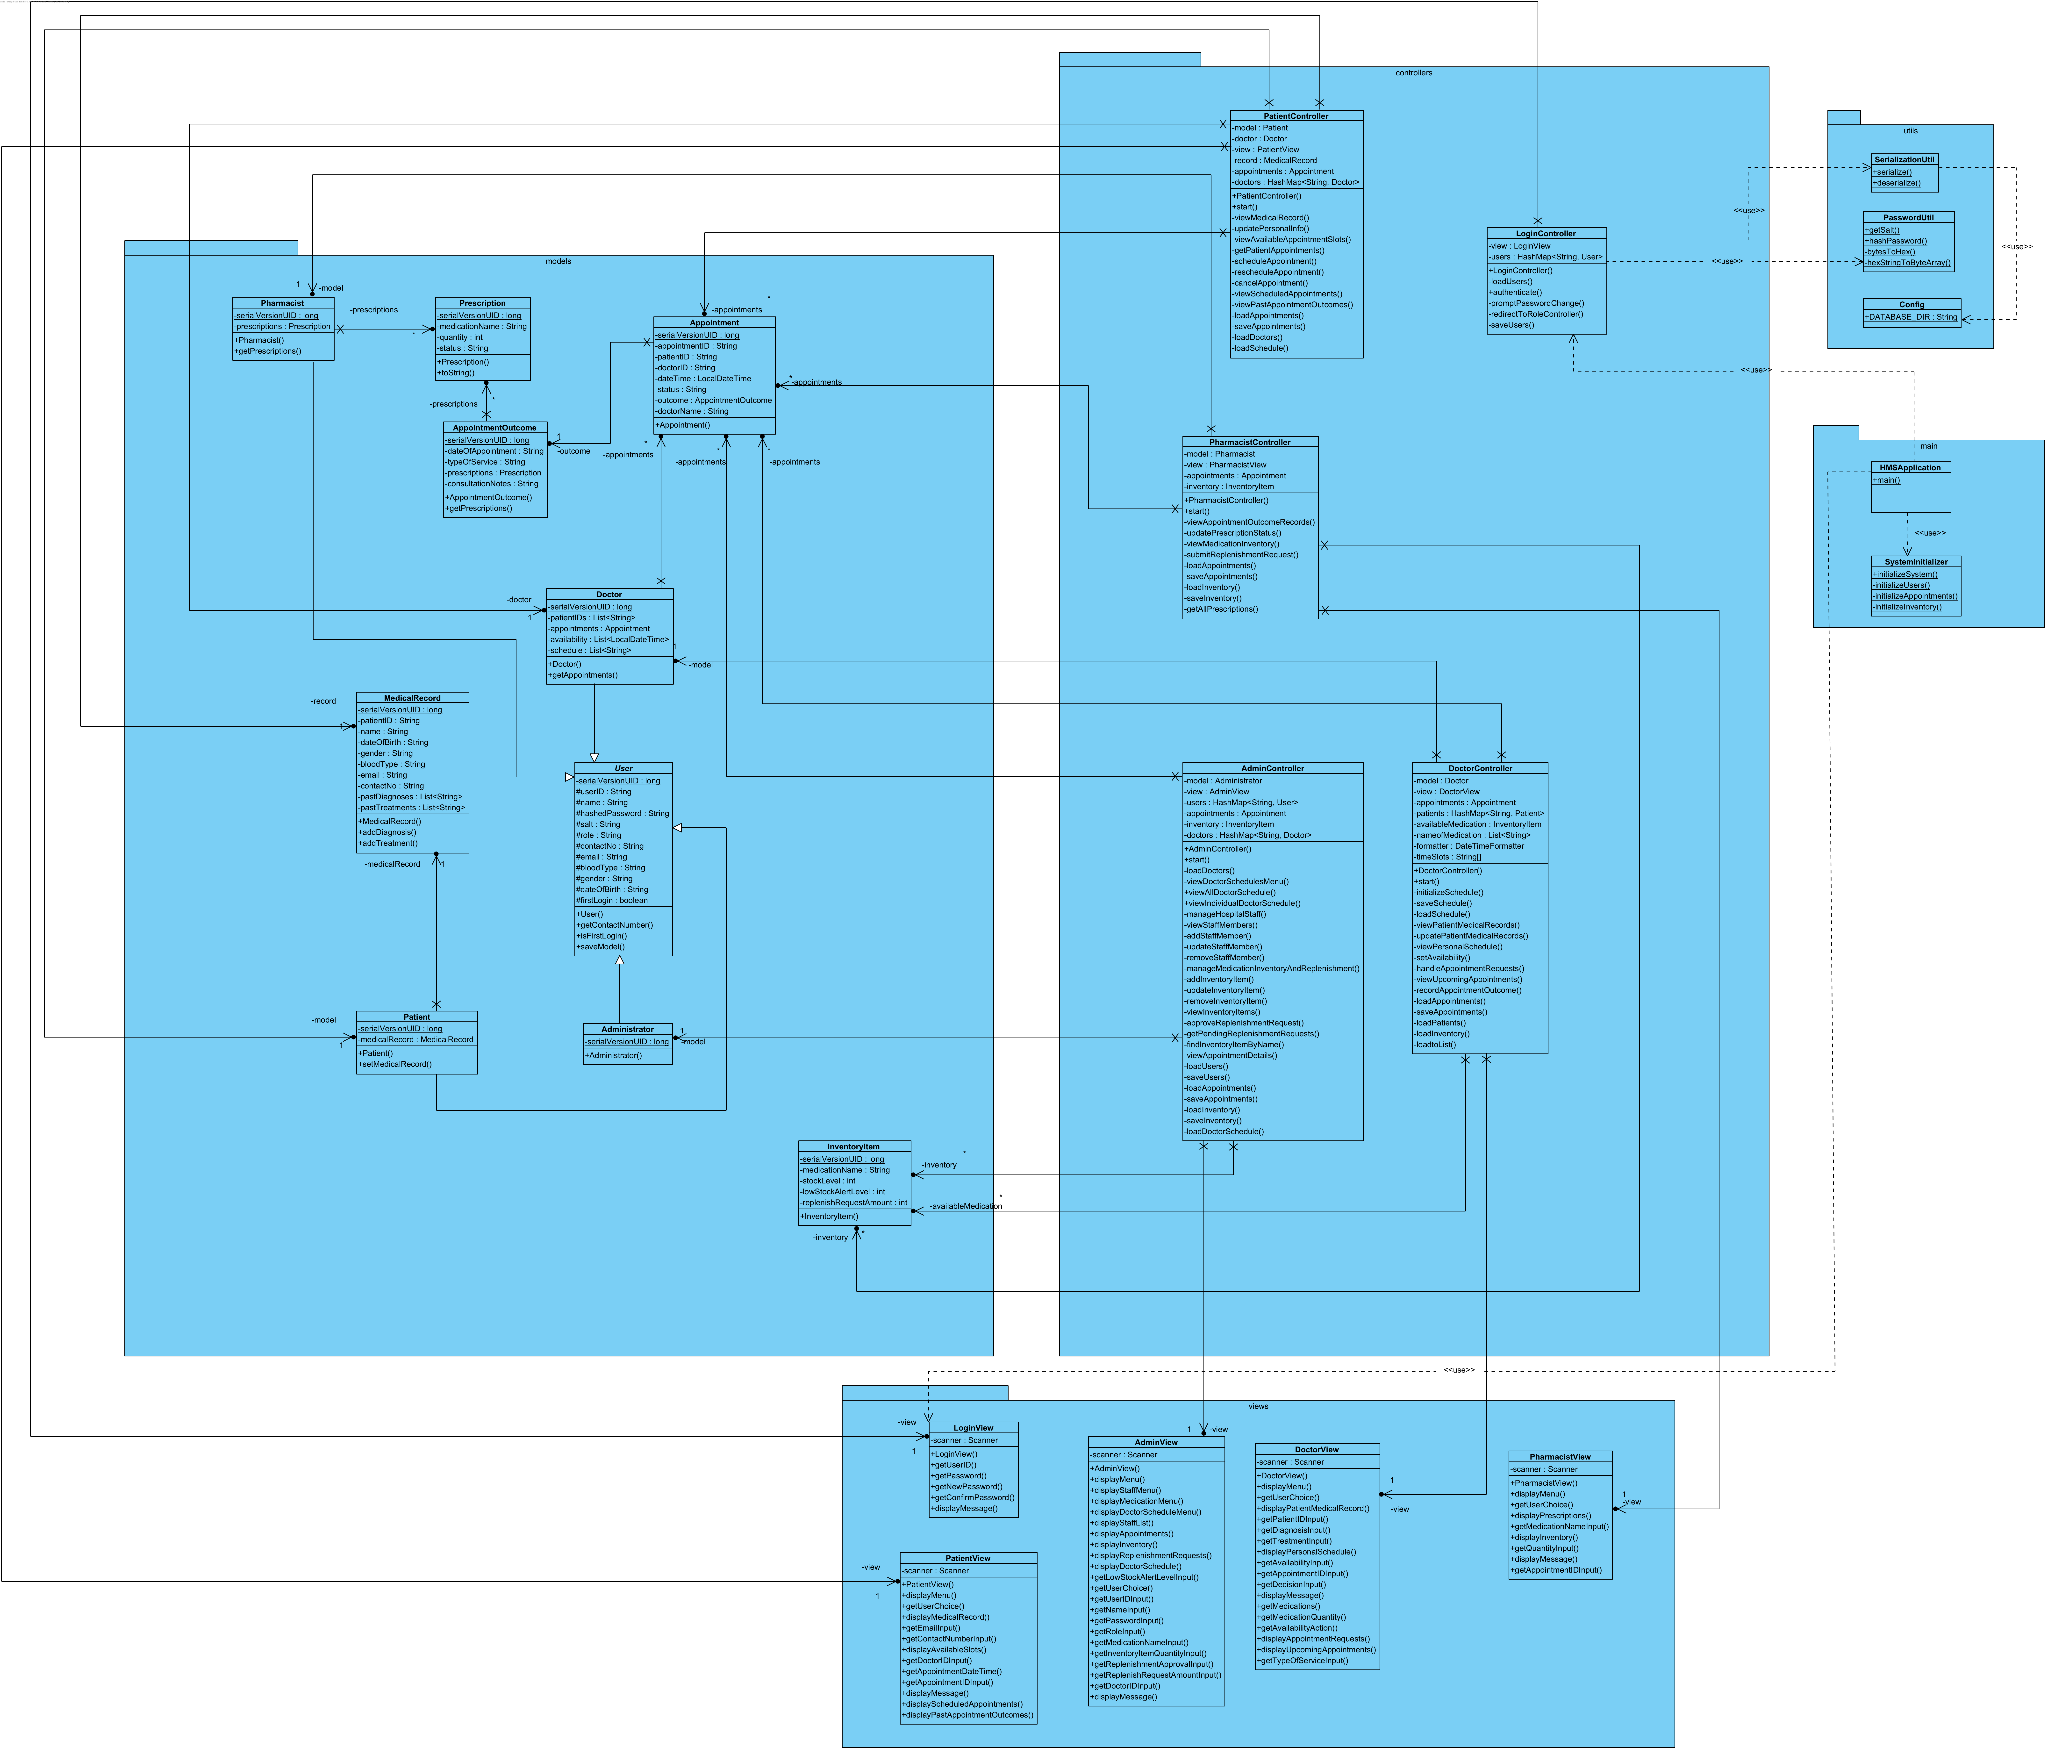 controllers
PatientController
-model : Patient
-doctor : Doctor
-view : PatientView
-record : MedicalRecord
-appointments : Appointment
-doctors : HashMap<String, Doctor>
+PatientController()
+start()
-viewMedicalRecord()
-updatePersonalInfo()
-viewAvailableAppointmentSlots()
-getPatientAppointments()
-scheduleAppointment()
-rescheduleAppointment()
-cancelAppointment()
-viewScheduledAppointments()
-viewPastAppointmentOutcomes()
-loadAppointments()
-saveAppointments()
-loadDoctors()
-loadSchedule()
LoginController
-view : LoginView
-users : HashMap<String, User>
+LoginController()
-loadUsers()
+authenticate()
-promptPasswordChange()
-redirectToRoleController()
-saveUsers()
PharmacistController
-model : Pharmacist
-view : PharmacistView
-appointments : Appointment
-inventory : InventoryItem
+PharmacistController()
+start()
-viewAppointmentOutcomeRecords()
-updatePrescriptionStatus()
-viewMedicationInventory()
-submitReplenishmentRequest()
-loadAppointments()
-saveAppointments()
-loadInventory()
-saveInventory()
-getAllPrescriptions()
AdminController
-model : Administrator
-view : AdminView
-users : HashMap<String, User>
-appointments : Appointment
-inventory : InventoryItem
-doctors : HashMap<String, Doctor>
+AdminController()
+start()
-loadDoctors()
-viewDoctorSchedulesMenu()
+viewAllDoctorSchedule()
+viewIndividualDoctorSchedule()
-manageHospitalStaff()
-viewStaffMembers()
-addStaffMember()
-updateStaffMember()
-removeStaffMember()
-manageMedicationInventoryAndReplenishment()
-addInventoryItem()
-updateInventoryItem()
-removeInventoryItem()
-viewInventoryItems()
-approveReplenishmentRequest()
-getPendingReplenishmentRequests()
-findInventoryItemByName()
-viewAppointmentDetails()
-loadUsers()
-saveUsers()
-loadAppointments()
-saveAppointments()
-loadInventory()
-saveInventory()
-loadDoctorSchedule()
DoctorController
-model : Doctor
-view : DoctorView
-appointments : Appointment
-patients : HashMap<String, Patient>
-availableMedication : InventoryItem
-nameofMedication : List<String>
-formatter : DateTimeFormatter
-timeSlots : String[]
+DoctorController()
+start()
-initializeSchedule()
-saveSchedule()
-loadSchedule()
-viewPatientMedicalRecords()
-updatePatientMedicalRecords()
-viewPersonalSchedule()
-setAvailability()
-handleAppointmentRequests()
-viewUpcomingAppointments()
-recordAppointmentOutcome()
-loadAppointments()
-saveAppointments()
-loadPatients()
-loadInventory()
-loadtoList()
utils
SerializationUtil
+serialize()
+deserialize()
PasswordUtil
+getSalt()
+hashPassword()
-bytesToHex()
-hexStringToByteArray()
Config
+DATABASE_DIR : String
<<use>>
<<use>>
<<use>>
<<use>>
main
HMSApplication
+main()
<<use>>
SystemInitializer
+initializeSystem()
-initializeUsers()
-initializeAppointments()
-initializeInventory()
models
1
-model
Pharmacist
-serialVersionUID : long
-prescriptions : Prescription
+Pharmacist()
+getPrescriptions()
-prescriptions
*
Prescription
-serialVersionUID : long
-medicationName : String
-quantity : int
-status : String
+Prescription()
+toString()
-prescriptions
*
AppointmentOutcome
-serialVersionUID : long
-dateOfAppointment : String
-typeOfService : String
-prescriptions : Prescription
-consultationNotes : String
+AppointmentOutcome()
+getPrescriptions()
1
-outcome
*
-appointments
Appointment
-serialVersionUID : long
-appointmentID : String
-patientID : String
-doctorID : String
-dateTime : LocalDateTime
-status : String
-outcome : AppointmentOutcome
-doctorName : String
+Appointment()
*
-appointments
*
-appointments
*
-appointments
*
-appointments
-doctor
1
Doctor
-serialVersionUID : long
-patientIDs : List<String>
-appointments : Appointment
-availability : List<LocalDateTime>
-schedule : List<String>
+Doctor()
+getAppointments()
1
-model
-record
1
MedicalRecord
-serialVersionUID : long
-patientID : String
-name : String
-dateOfBirth : String
-gender : String
-bloodType : String
-email : String
-contactNo : String
-pastDiagnoses : List<String>
-pastTreatments : List<String>
+MedicalRecord()
+addDiagnosis()
+addTreatment()
-medicalRecord
1
User
-serialVersionUID : long
#userID : String
#name : String
#hashedPassword : String
#salt : String
#role : String
#contactNo : String
#email : String
#bloodType : String
#gender : String
#dateOfBirth : String
#firstLogin : boolean
+User()
+getContactNumber()
+isFirstLogin()
+saveModel()
-model
1
Patient
-serialVersionUID : long
-medicalRecord : MedicalRecord
+Patient()
+setMedicalRecord()
Administrator
-serialVersionUID : long
+Administrator()
1
-model
InventoryItem
-serialVersionUID : long
-medicationName : String
-stockLevel : int
-lowStockAlertLevel : int
-replenishRequestAmount : int
+InventoryItem()
*
-inventory
*
-availableMedication
*
-inventory
<<use>>
views
-view
1
LoginView
-scanner : Scanner
+LoginView()
+getUserID()
+getPassword()
+getNewPassword()
+getConfirmPassword()
+displayMessage()
-view
1
PatientView
-scanner : Scanner
+PatientView()
+displayMenu()
+getUserChoice()
+displayMedicalRecord()
+getEmailInput()
+getContactNumberInput()
+displayAvailableSlots()
+getDoctorIDInput()
+getAppointmentDateTime()
+getAppointmentIDInput()
+displayMessage()
+displayScheduledAppointments()
+displayPastAppointmentOutcomes()
1
-view
AdminView
-scanner : Scanner
+AdminView()
+displayMenu()
+displayStaffMenu()
+displayMedicationMenu()
+displayDoctorScheduleMenu()
+displayStaffList()
+displayAppointments()
+displayInventory()
+displayReplenishmentRequests()
+displayDoctorSchedule()
+getLowStockAlertLevelInput()
+getUserChoice()
+getUserIDInput()
+getNameInput()
+getPasswordInput()
+getRoleInput()
+getMedicationNameInput()
+getInventoryItemQuantityInput()
+getReplenishmentApprovalInput()
+getReplenishRequestAmountInput()
+getDoctorIDInput()
+displayMessage()
DoctorView
-scanner : Scanner
+DoctorView()
+displayMenu()
+getUserChoice()
+displayPatientMedicalRecord()
+getPatientIDInput()
+getDiagnosisInput()
+getTreatmentInput()
+displayPersonalSchedule()
+getAvailabilityInput()
+getAppointmentIDInput()
+getDecisionInput()
+displayMessage()
+getMedications()
+getMedicationQuantity()
+getAvailabilityAction()
+displayAppointmentRequests()
+displayUpcomingAppointments()
+getTypeOfServiceInput()
1
-view
PharmacistView
-scanner : Scanner
+PharmacistView()
+displayMenu()
+getUserChoice()
+displayPrescriptions()
+getMedicationNameInput()
+displayInventory()
+getQuantityInput()
+displayMessage()
+getAppointmentIDInput()
1
-view